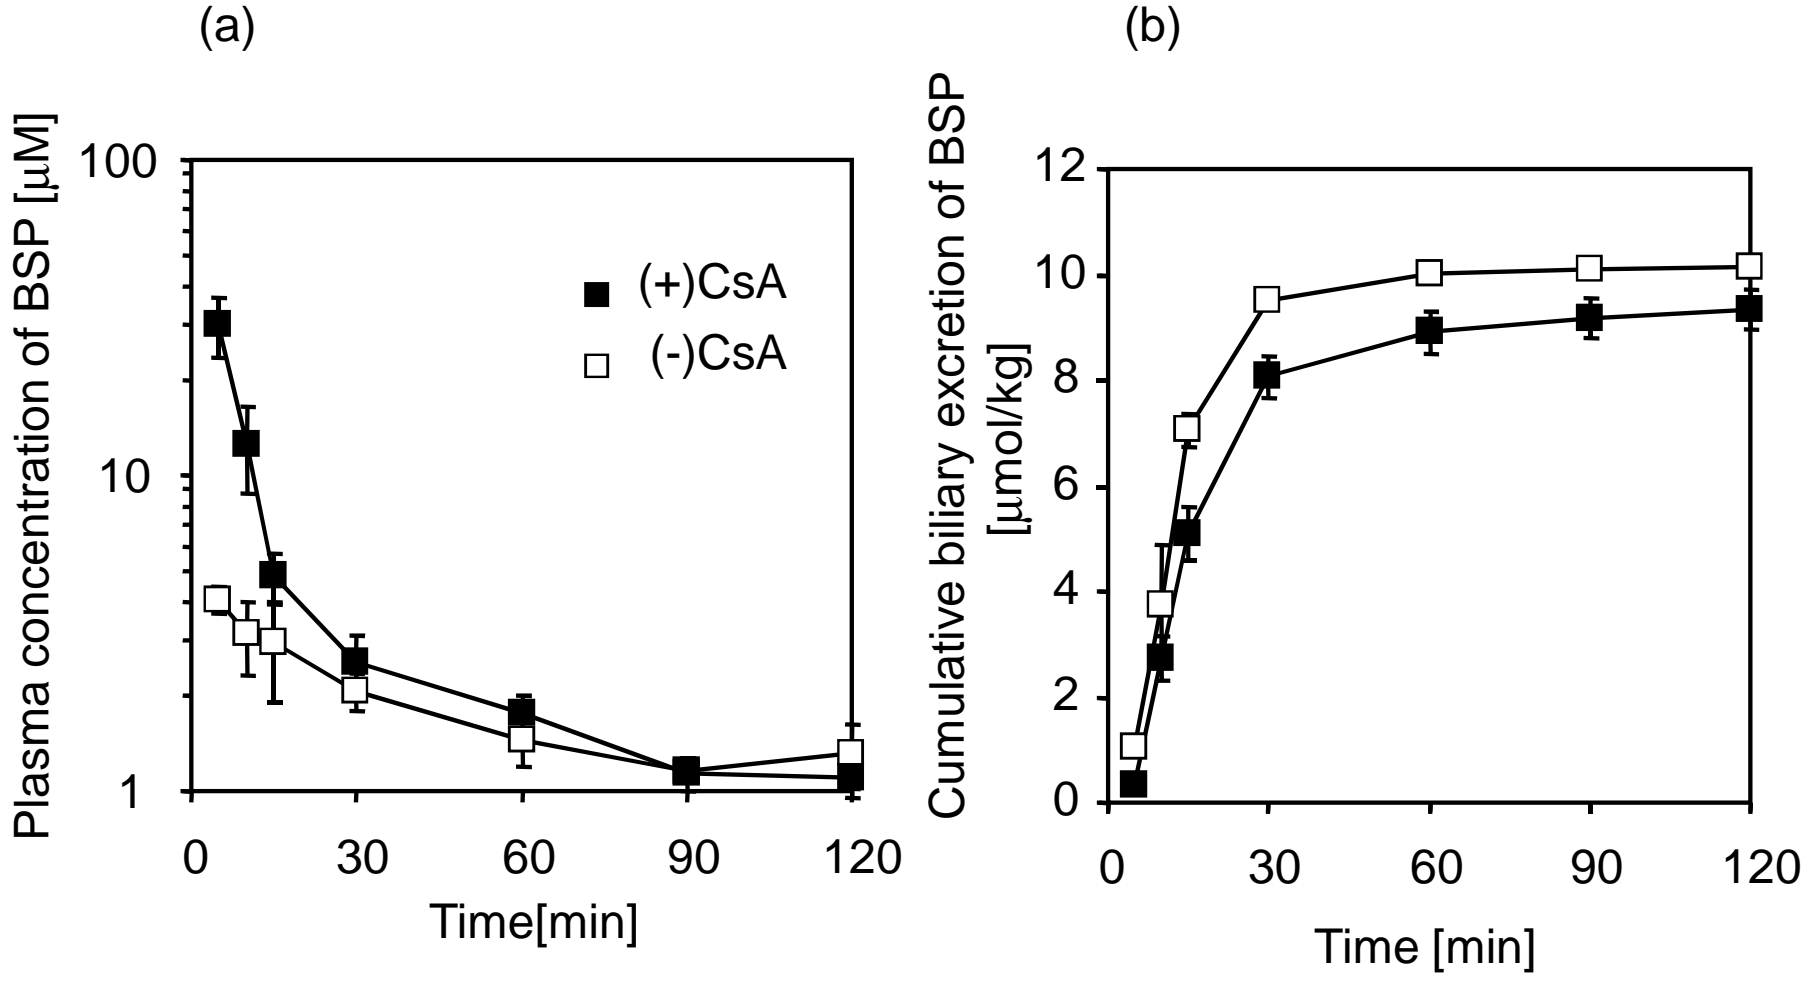 (a)
Plasma concentration of BSP [μM]
100
10
1
(+)CsA
(-)CsA
0 30 60 90 120
Time[min]
(b)
Cumulative biliary excretion of BSP
[μmol/kg]
12
10
8
6
4
2
0
0 30 60 90 120
Time [min]